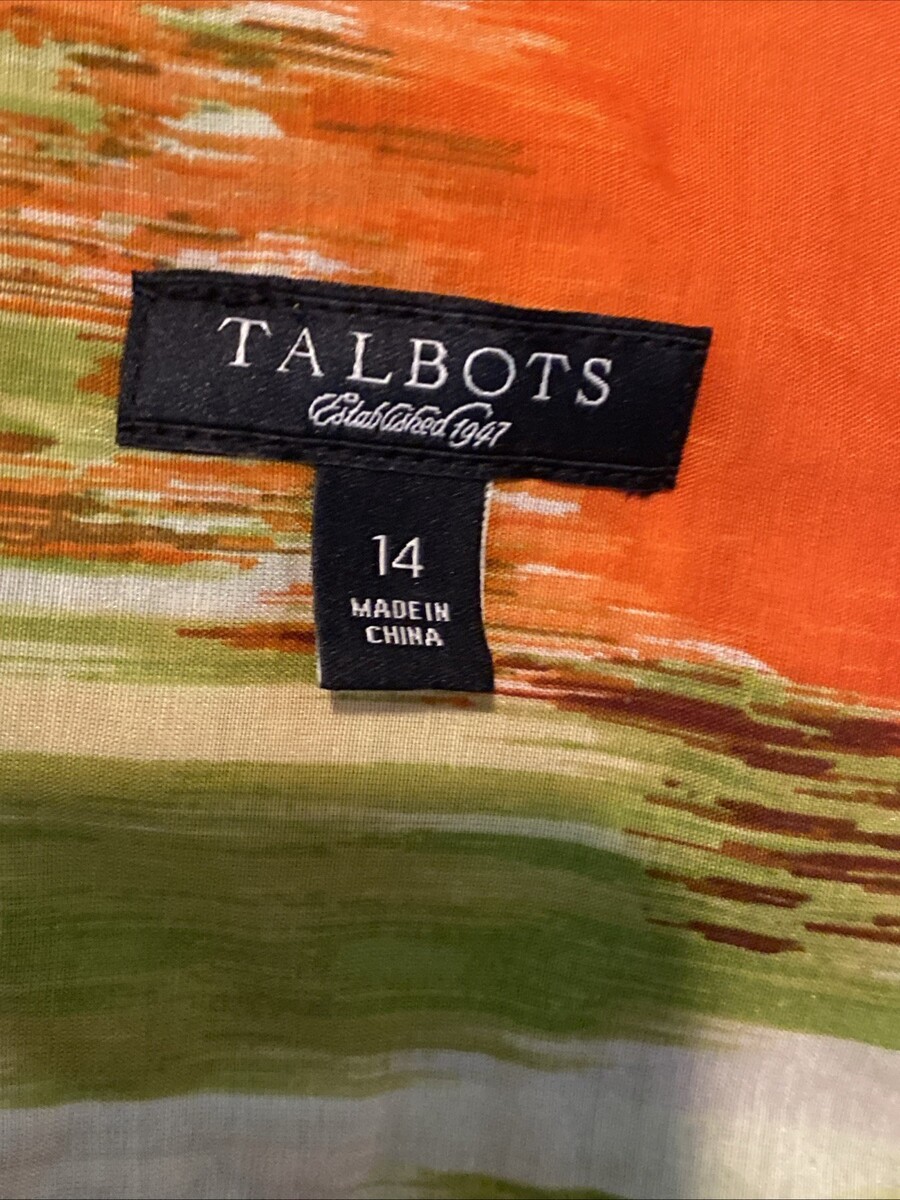 TALBOTS
Established 1947
14
MADE IN
CHINA